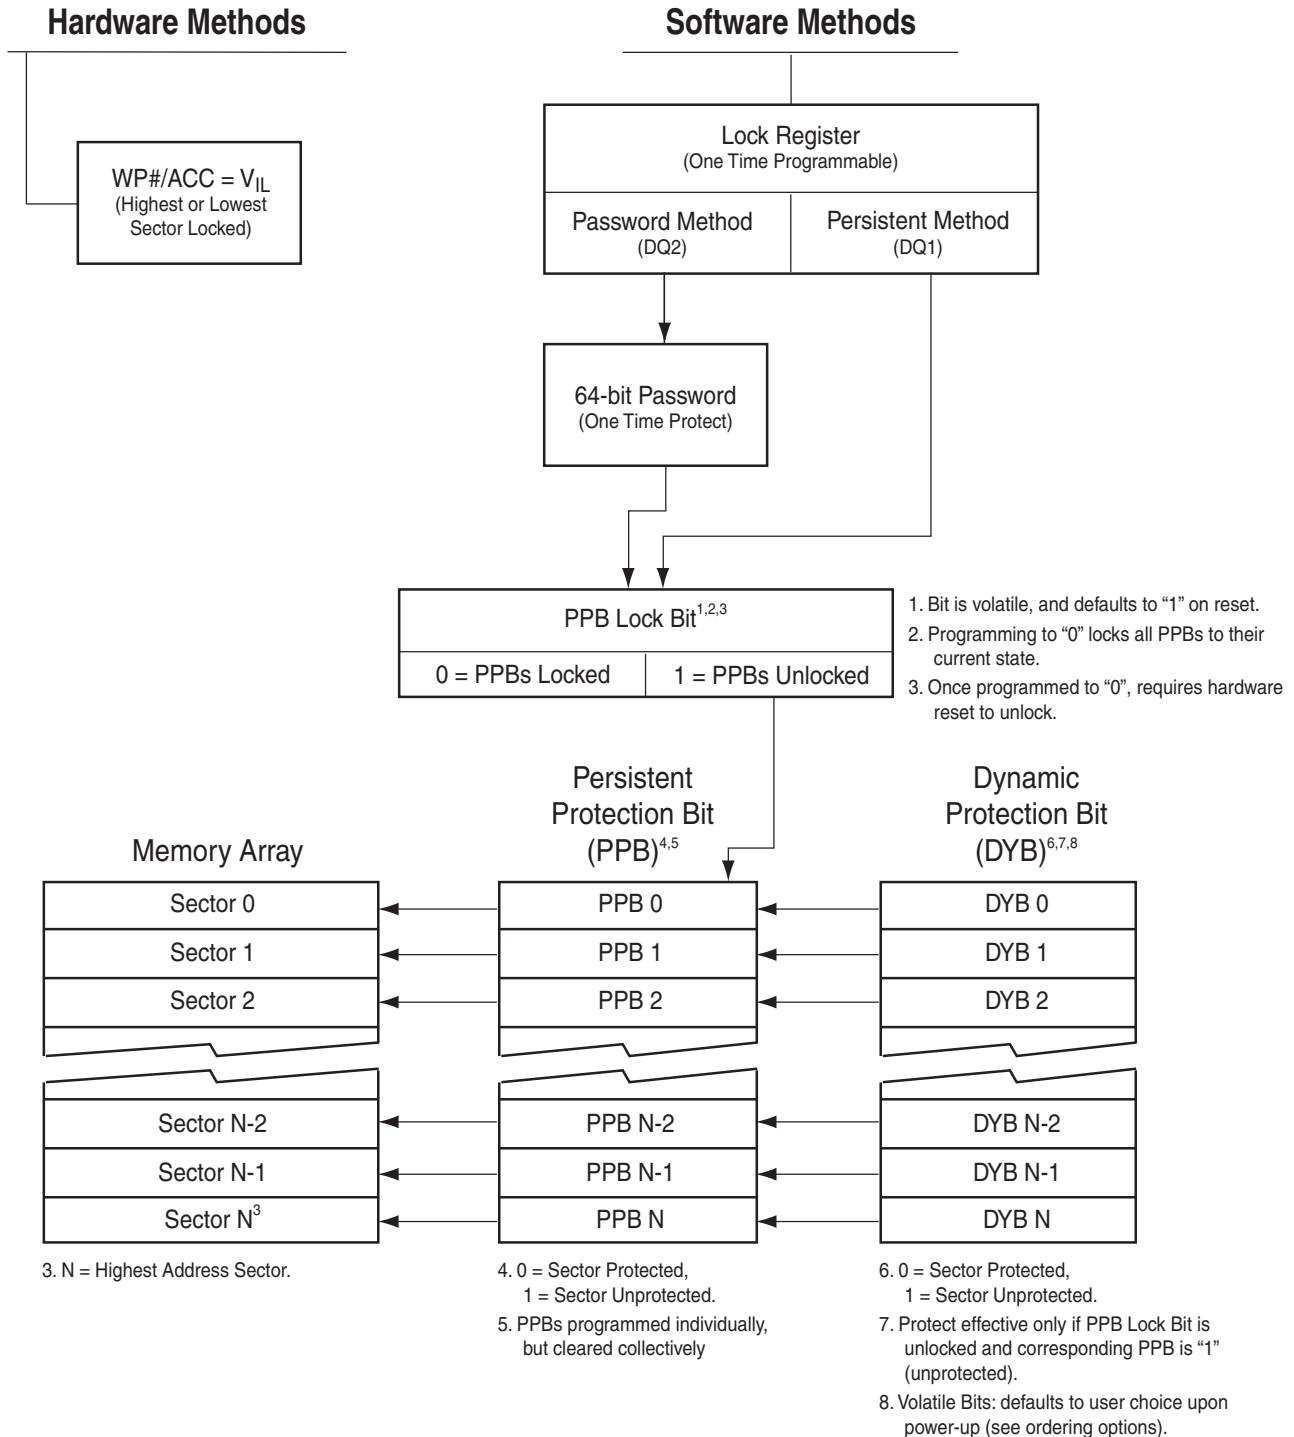 Hardware Methods
Software Methods
WP#/ACC = VIL
(Highest or Lowest
Sector Locked)
Lock Register
(One Time Programmable)
Password Method
(DQ2)
Persistent Method
(DQ1)
64-bit Password
(One Time Protect)
PPB Lock Bit1,2,3
0 = PPBs Locked
1 = PPBs Unlocked
1. Bit is volatile, and defaults to “1” on reset.
2. Programming to “0” locks all PPBs to their
current state.
3. Once programmed to “0”, requires hardware
reset to unlock.
Memory Array
Persistent
Protection Bit
(PPB)4,5
Dynamic
Protection Bit
(DYB)6,7,8
Sector 0
PPB 0
DYB 0
Sector 1
PPB 1
DYB 1
Sector 2
PPB 2
DYB 2
Sector N-2
PPB N-2
DYB N-2
Sector N-1
PPB N-1
DYB N-1
Sector N3
PPB N
DYB N
3. N = Highest Address Sector.
4. 0 = Sector Protected,
1 = Sector Unprotected.
5. PPBs programmed individually,
but cleared collectively
6. 0 = Sector Protected,
1 = Sector Unprotected.
7. Protect effective only if PPB Lock Bit is
unlocked and corresponding PPB is “1”
(unprotected).
8. Volatile Bits: defaults to user choice upon
power-up (see ordering options).